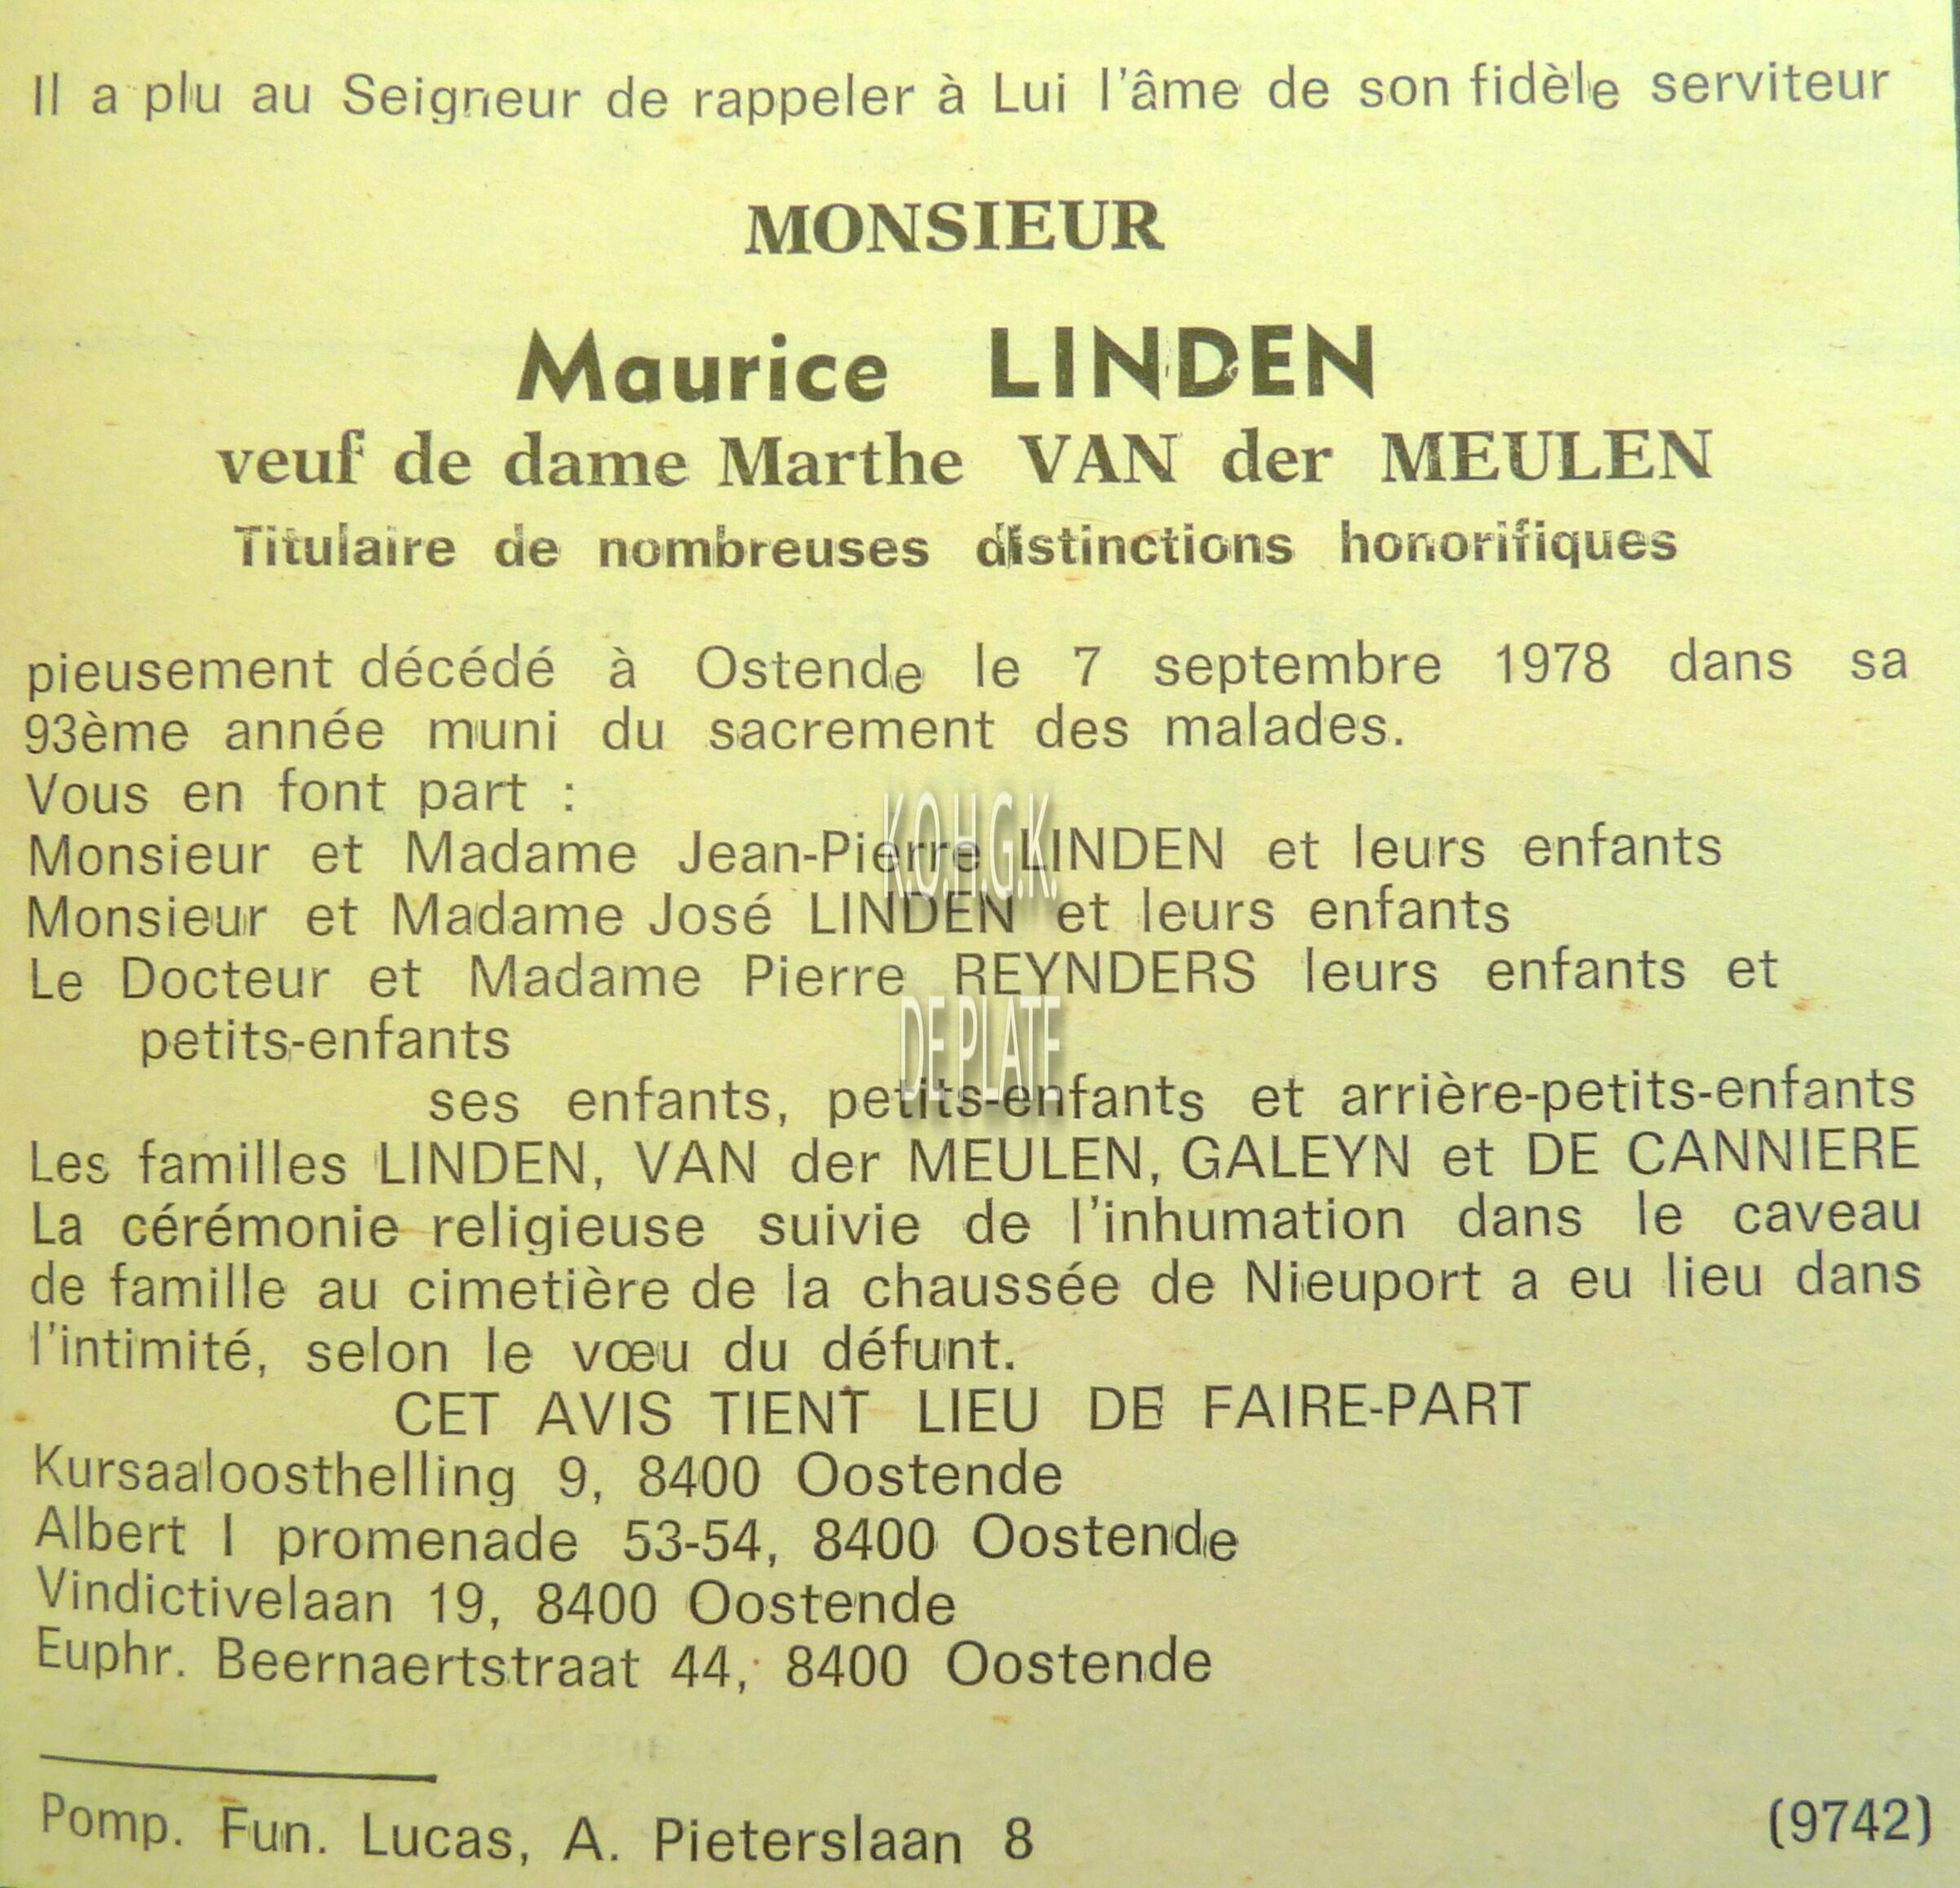 Il a plu au Seigneur de rappeler à Lui l'âme de son fidèle serviteur
MONSIEUR
Maurice LINDEN
veuf de dame Marthe VAN der MEULEN
Titulaire de nombreuses distinctions honorifiques
pieusement décédé à Ostende le 7 septembre 1978 dans sa
93ème année muni du sacrement des malades.
Vous en font part :
Monsieur et Madame Jean-Pierre LINDEN et leurs enfants
Monsieur et Madame José LINDEN et leurs enfants
Le Docteur et Madame Pierre REYNDERS leurs enfants et
petits-enfants
ses enfants, petits-enfants et arrière-petits-enfants
Les familles LINDEN, VAN der MEULEN, GALEYN et DE CANNIERE
La cérémonie religieuse suivie de l'inhumation dans le caveau
de famille au cimetière de la chaussée de Nieuport a eu lieu dans
l'intimité, selon le vœu du défunt.
CET AVIS TIENT LIEU DE FAIRE-PART
Kursaaloosthelling 9, 8400 Oostende
Albert I promenade 53-54, 8400 Oostende
Vindictivelaan 19, 8400 Oostende
Euphr. Beernaertstraat 44, 8400 Oostende
Pomp. Fun. Lucas, A. Pieterslaan 8
(9742)
K.O.H.G.K.
DE PLATE